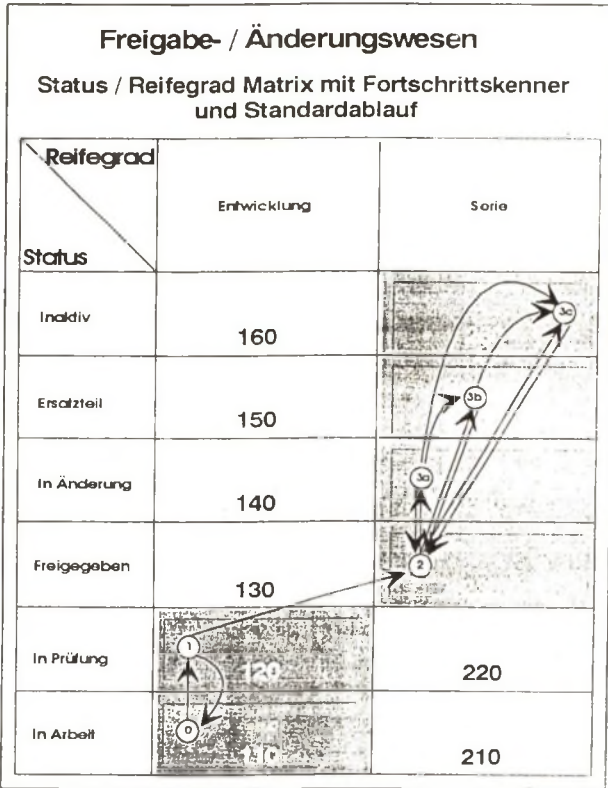 Freigabe- / Änderungswesen
Status / Reifegrad Matrix mit Fortschrittskenner
und Standardablauf
Reifegrad
Status
Entwicklung
Serie
Inaktiv
160
3c
Ersatzteil
150
3b
In Änderung
140
3a
Freigegeben
130
2
In Prüfung
1
120
220
In Arbeit
0
110
210